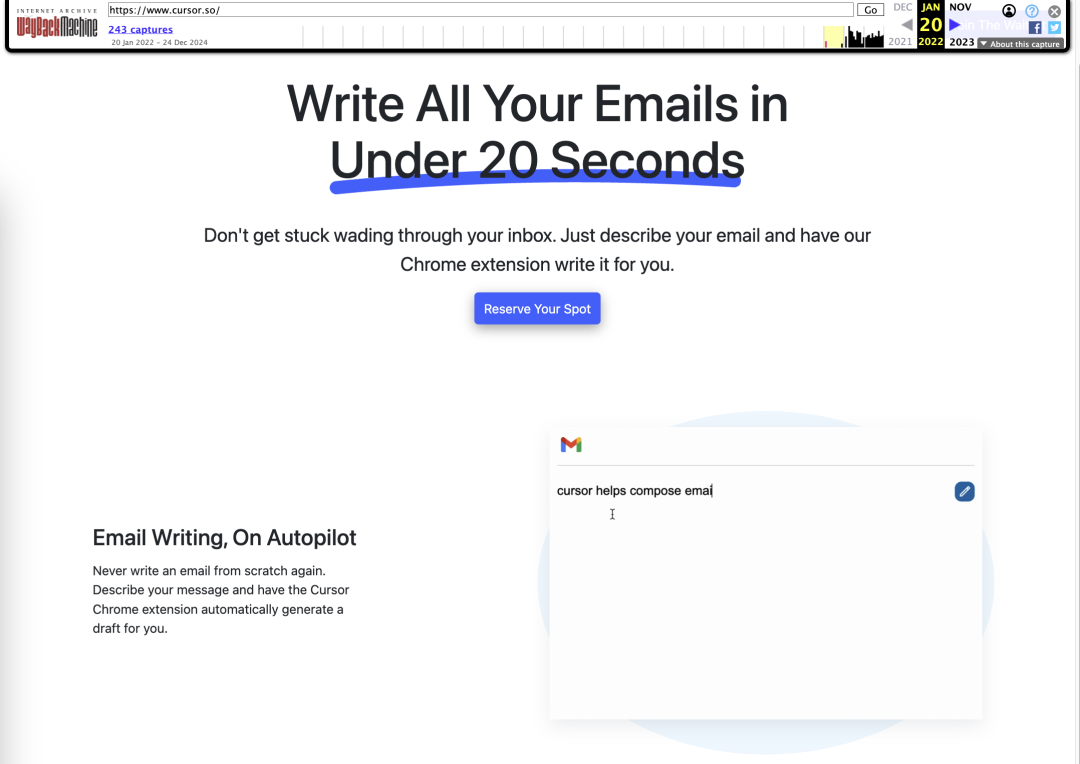 INTERNET ARCHIVE
WayBackMachine
https://www.cursor.so/
Go
243 captures
20 Jan 2022 – 24 Dec 2024
DEC JAN NOV
20
2021 2022 2023
About this capture
Write All Your Emails in
Under 20 Seconds
Don't get stuck wading through your inbox. Just describe your email and have our
Chrome extension write it for you.
Reserve Your Spot
cursor helps compose emai
Email Writing, On Autopilot
Never write an email from scratch again.
Describe your message and have the Cursor
Chrome extension automatically generate a
draft for you.